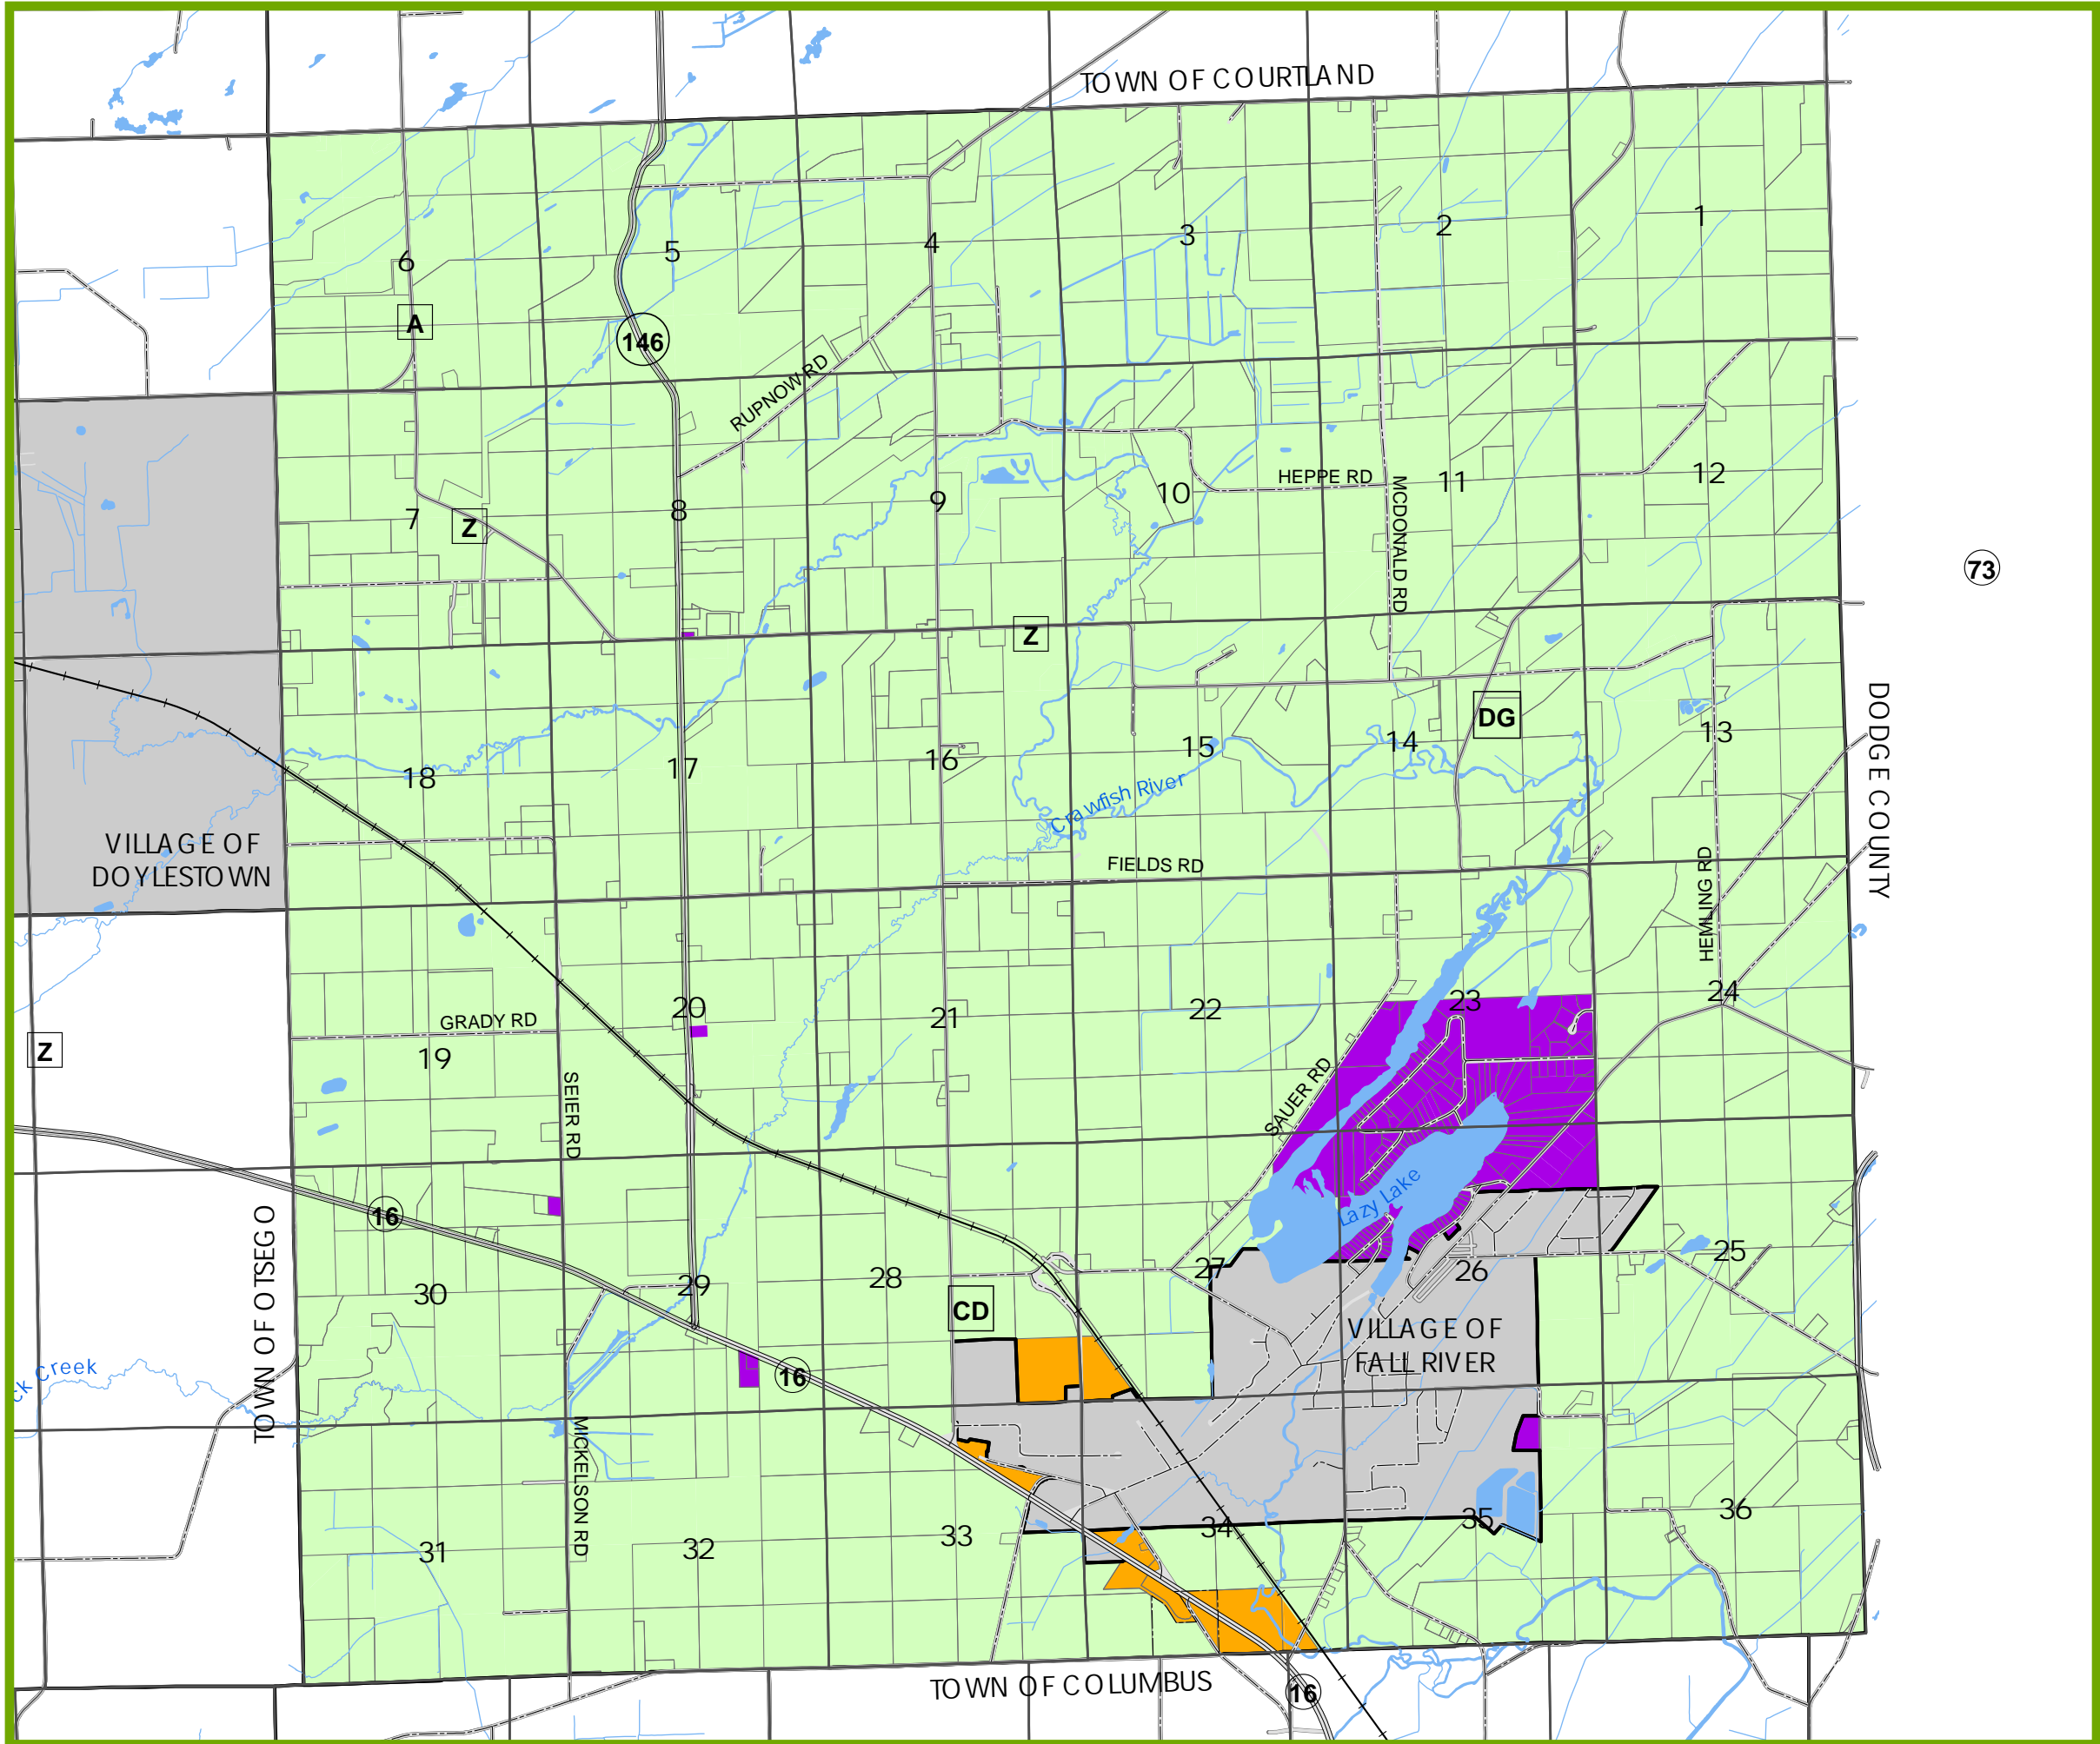 TOWN OF COURTLAND
6
5
4
3
2
1
A
146
RUPNOW RD
7
Z
8
9
10
HEPPE RD
MCDONALD RD
11
12
73
Z
DG
18
17
16
15
14
13
Crawfish River
DODGE COUNTY
VILLAGE OF
DOYLESTOWN
FIELDS RD
HEMLING RD
Z
GRADY RD
19
20
21
22
23
24
SEIER RD
SAUER RD
Lazy Lake
16
TOWN OF OTSEGO
30
29
28
27
26
25
CD
VILLAGE OF
FALL RIVER
16
ck Creek
MICKELSON RD
31
32
33
34
35
36
TOWN OF COLUMBUS
16